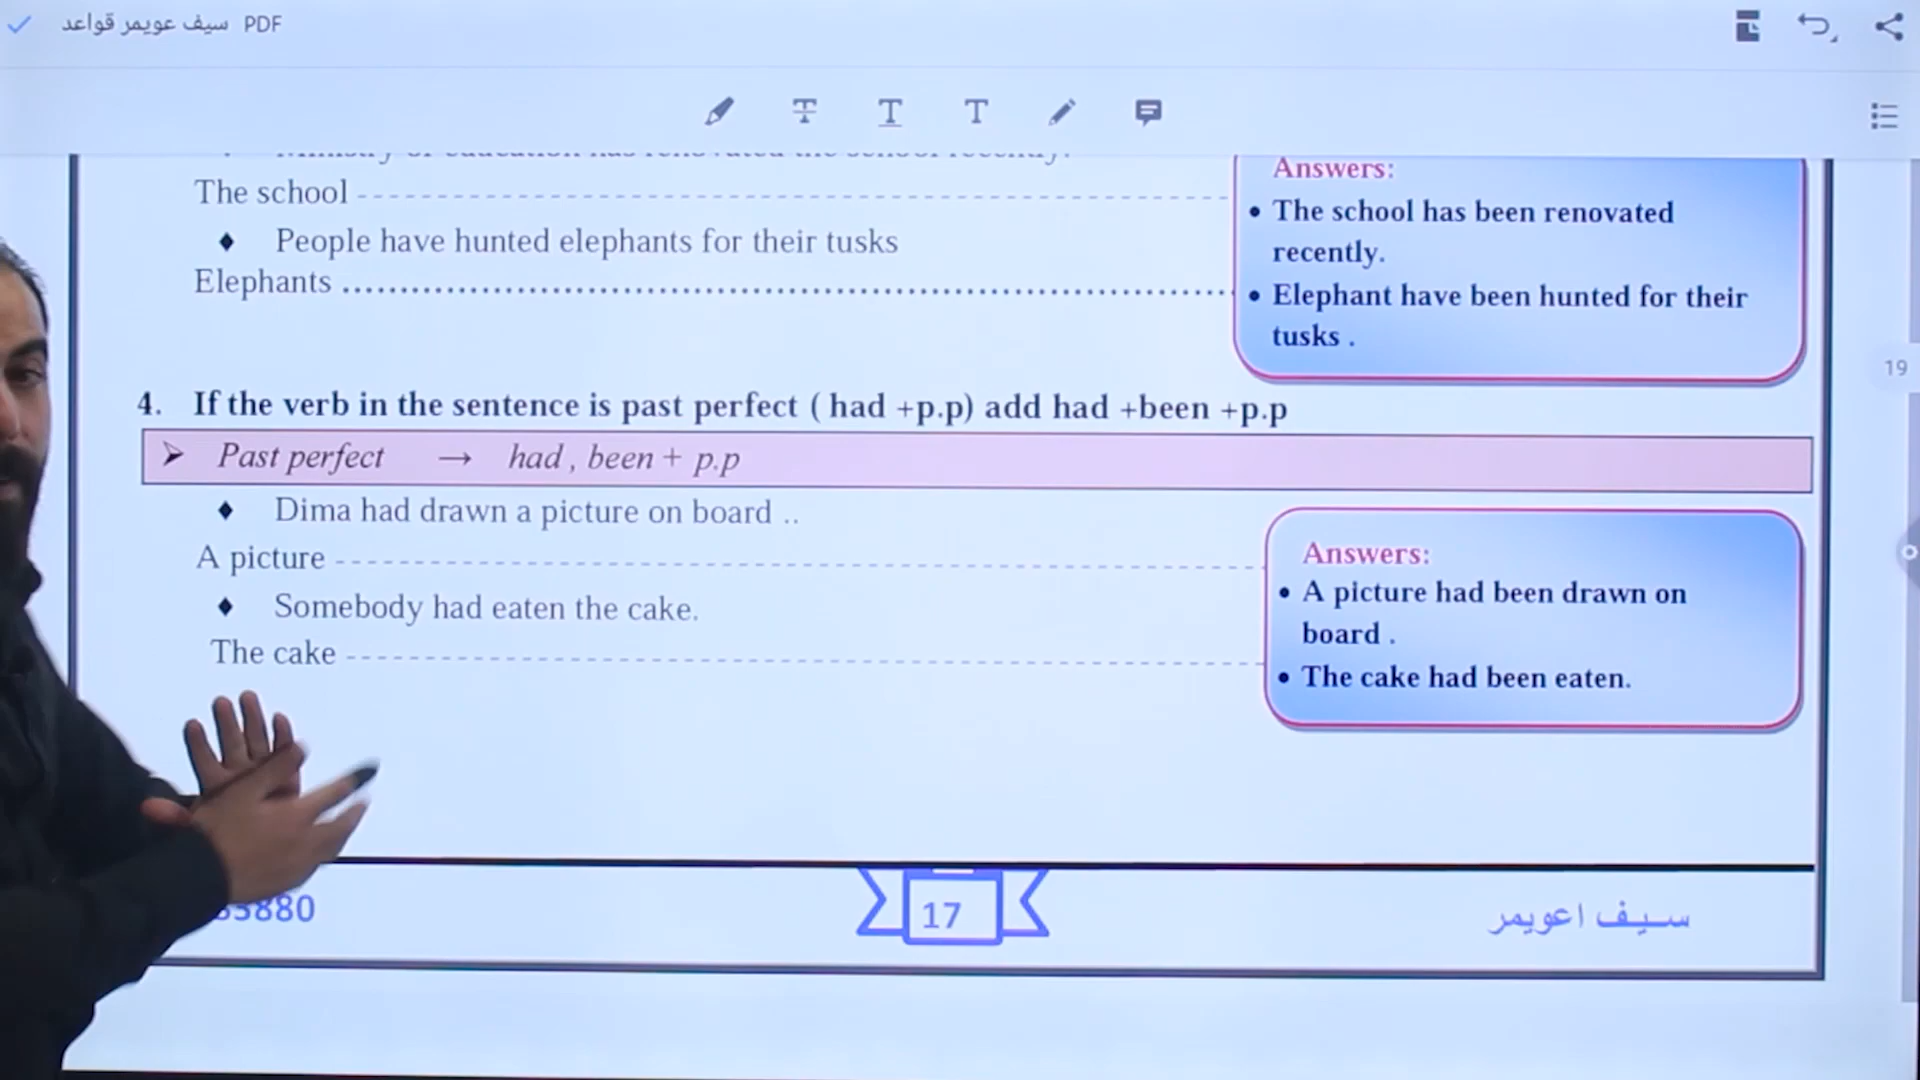 سيف عويمر قواعد PDF
The school
♦ People have hunted elephants for their tusks
Elephants
Answers:
• The school has been renovated
recently.
• Elephant have been hunted for their
tusks .
19
4. If the verb in the sentence is past perfect ( had +p.p) add had +been +p.p
➢ Past perfect → had , been + p.p
♦ Dima had drawn a picture on board ..
A picture
♦ Somebody had eaten the cake.
The cake
Answers:
• A picture had been drawn on
board .
• The cake had been eaten.
3880
17
سيف اعويمر